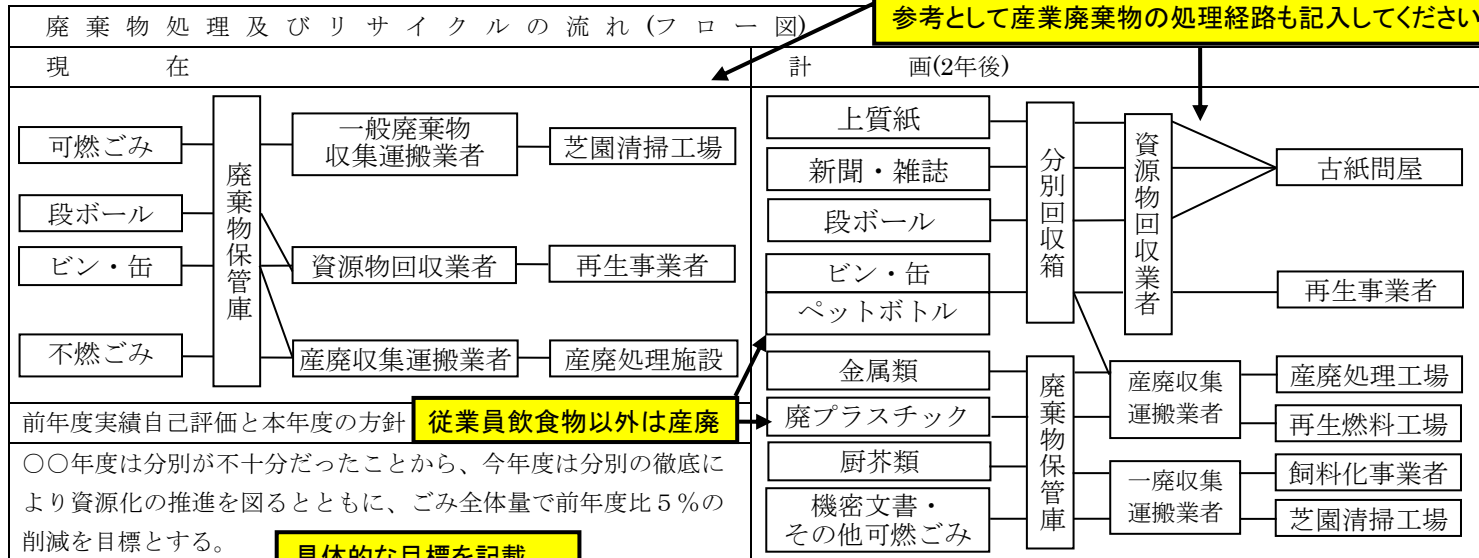 廃棄物処理及びリサイクルの流れ(フロー図)
参考として産業廃棄物の処理経路も記入してください
現 在
計 画(2年後)
可燃ごみ
段ボール
ビン・缶
不燃ごみ
廃棄物保管庫
一般廃棄物
収集運搬業者
芝園清掃工場
資源物回収業者
再生事業者
産廃収集運搬業者
産廃処理施設
前年度実績自己評価と本年度の方針
従業員飲食物以外は産廃
〇〇年度は分別が不十分だったことから、今年度は分別の徹底に
より資源化の推進を図るとともに、ごみ全体量で前年度比５％の
削減を目標とする。
具体的な目標を記載
上質紙
新聞・雑誌
段ボール
ビン・缶
ペットボトル
金属類
廃プラスチック
厨芥類
機密文書・
その他可燃ごみ
分別回収箱
廃棄物保管庫
資源物回収業者
産廃収集
運搬業者
一廃収集
運搬業者
古紙問屋
再生事業者
産廃処理工場
再生燃料工場
飼料化事業者
芝園清掃工場